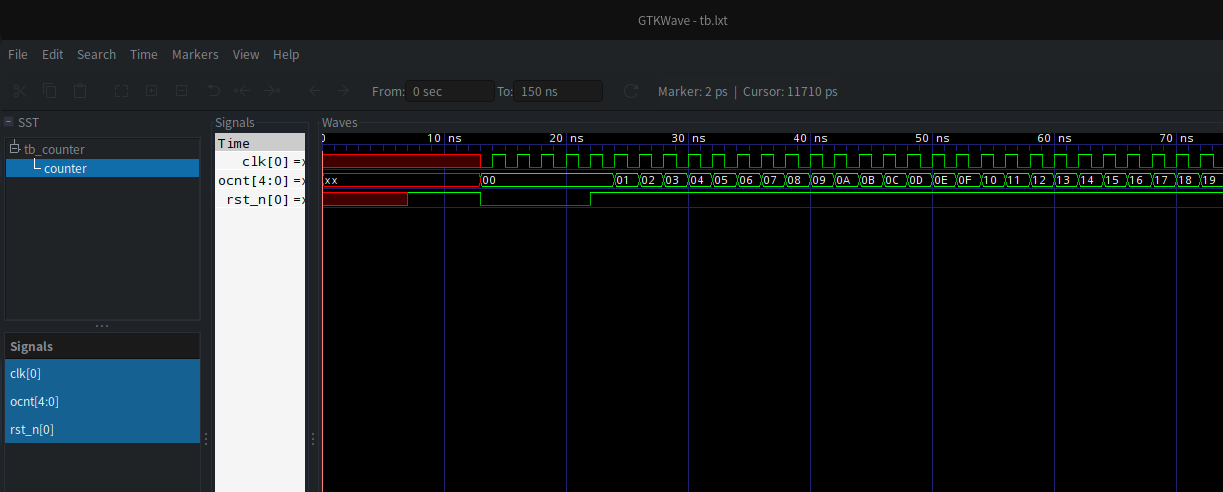 GTKWave - tb.lxt
File Edit Search Time Markers View Help
From: 0 sec To: 150 ns Marker: 2 ps | Cursor: 11710 ps
SST
tb_counter
counter
Signals
clk[0]
ocnt[4:0]
rst_n[0]
Signals
Time
clk[0] =x
ocnt[4:0] =x
rst_n[0] =x
Waves
0 10 ns 20 ns 30 ns 40 ns 50 ns 60 ns 70 ns
xx 00 01 02 03 04 05 06 07 08 09 0A 0B 0C 0D 0E 0F 10 11 12 13 14 15 16 17 18 19